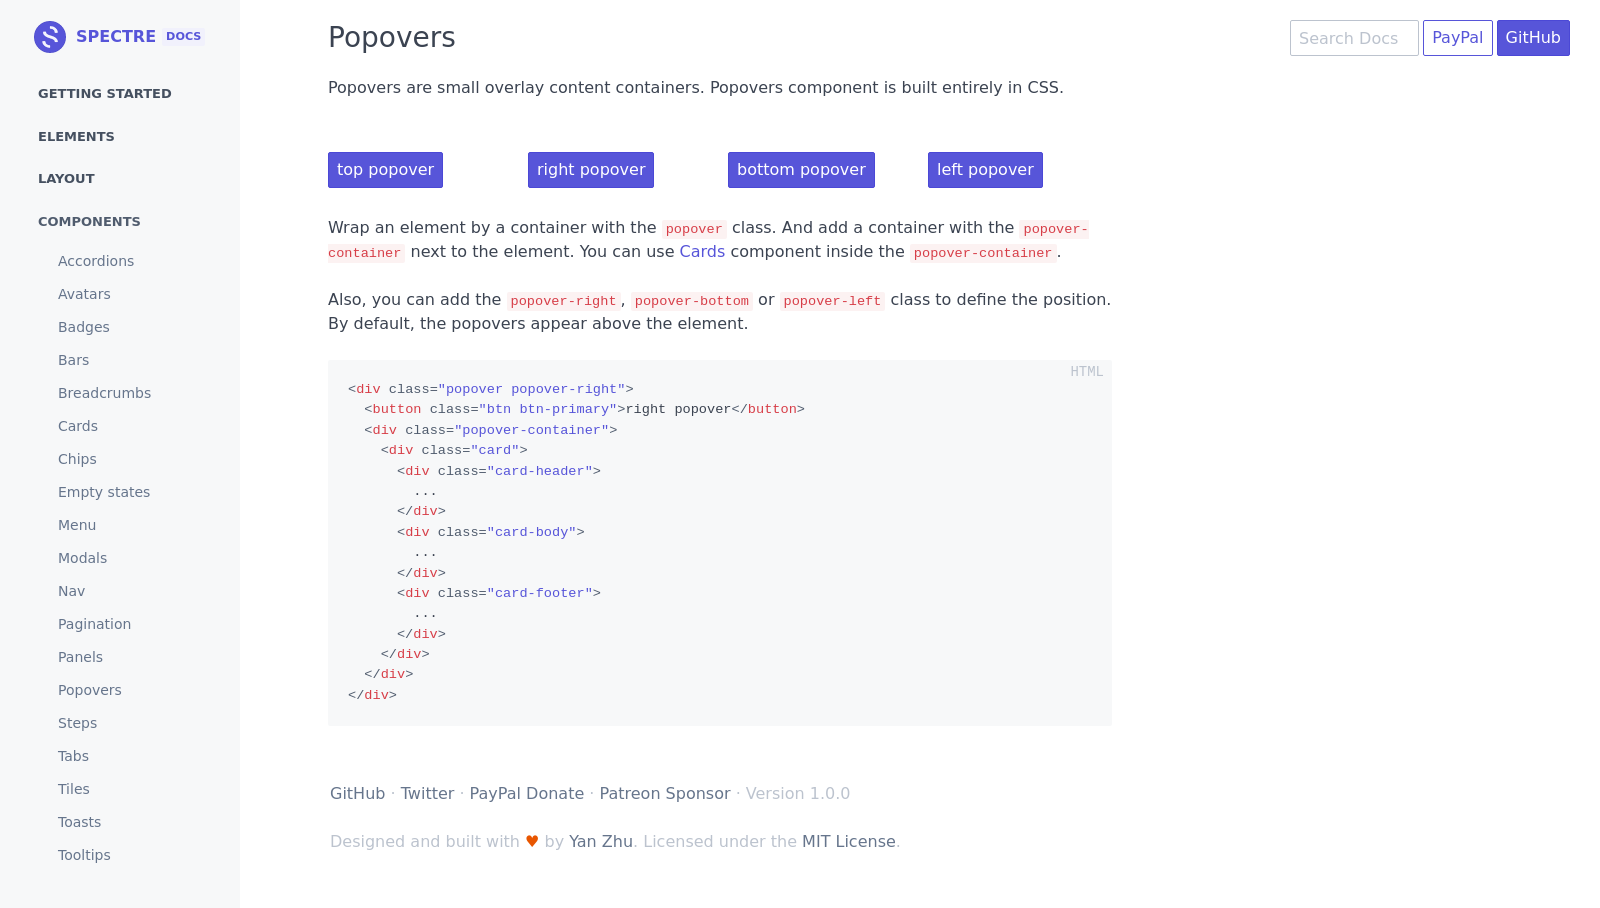 SPECTRE DOCS
GETTING STARTED
ELEMENTS
LAYOUT
COMPONENTS
Accordions
Avatars
Badges
Bars
Breadcrumbs
Cards
Chips
Empty states
Menu
Modals
Nav
Pagination
Panels
Popovers
Steps
Tabs
Tiles
Toasts
Tooltips
Popovers
Search Docs PayPal GitHub
Popovers are small overlay content containers. Popovers component is built entirely in CSS.
top popover right popover bottom popover left popover
Wrap an element by a container with the popover class. And add a container with the popover-
container next to the element. You can use Cards component inside the popover-container.
Also, you can add the popover-right, popover-bottom or popover-left class to define the position.
By default, the popovers appear above the element.
HTML
<div class="popover popover-right">
  <button class="btn btn-primary">right popover</button>
  <div class="popover-container">
    <div class="card">
      <div class="card-header">
        ...
      </div>
      <div class="card-body">
        ...
      </div>
      <div class="card-footer">
        ...
      </div>
    </div>
  </div>
</div>
GitHub · Twitter · PayPal Donate · Patreon Sponsor · Version 1.0.0
Designed and built with ♥ by Yan Zhu. Licensed under the MIT License.